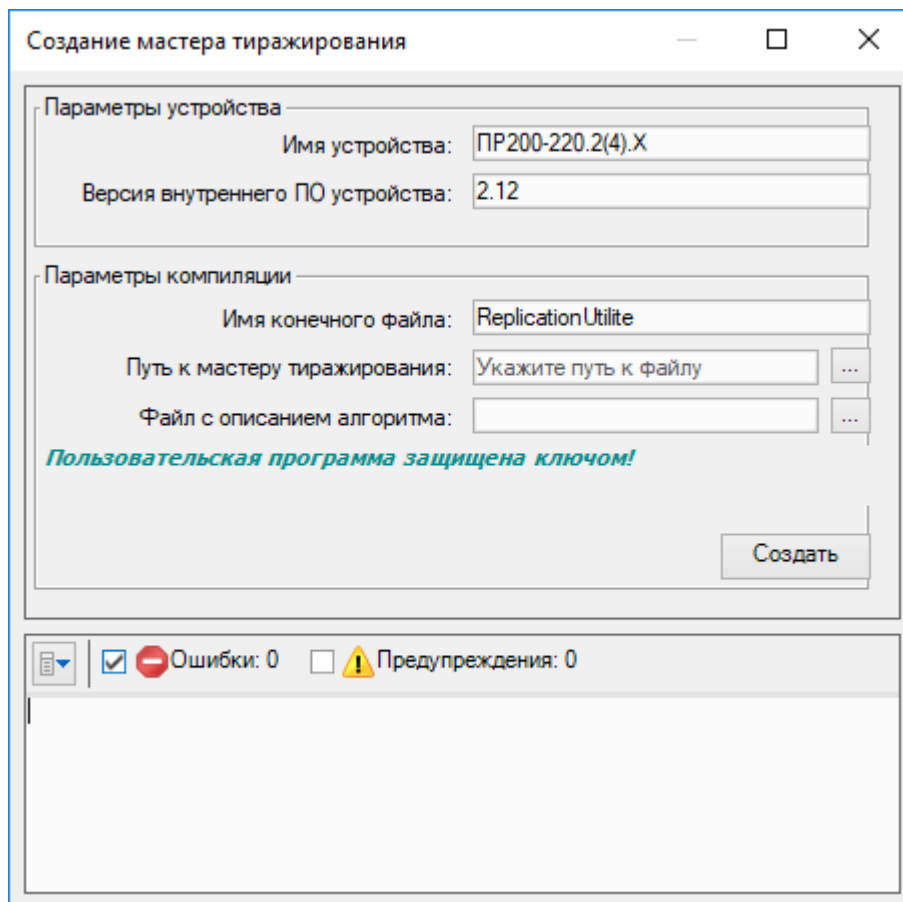 Создание мастера тиражирования
Параметры устройства
Имя устройства: ПР200-220.2(4).X
Версия внутреннего ПО устройства: 2.12
Параметры компиляции
Имя конечного файла: ReplicationUtilite
Путь к мастеру тиражирования: Укажите путь к файлу ...
Файл с описанием алгоритма: ...
Пользовательская программа защищена ключом!
Создать
Ошибки: 0 Предупреждения: 0